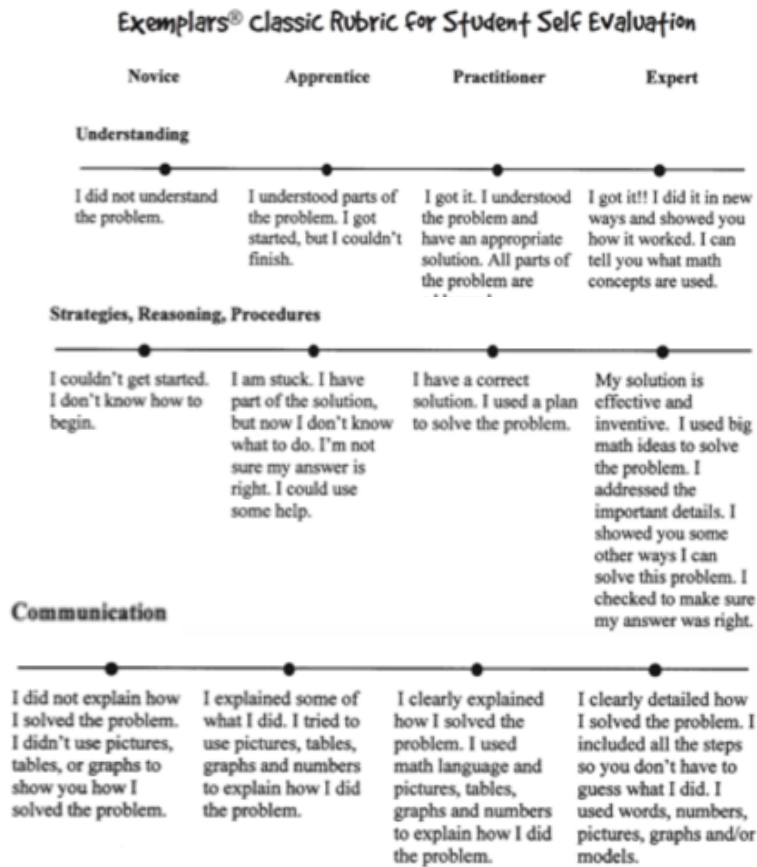 Exemplars® Classic Rubric for Student Self Evaluation
Novice Apprentice Practitioner Expert
Understanding
I did not understand
the problem.
I understood parts of
the problem. I got
started, but I couldn't
finish.
I got it. I understood
the problem and
have an appropriate
solution. All parts of
the problem are
I got it!! I did it in new
ways and showed you
how it worked. I can
tell you what math
concepts are used.
Strategies, Reasoning, Procedures
I couldn't get started.
I don't know how to
begin.
I am stuck. I have
part of the solution,
but now I don't know
what to do. I'm not
sure my answer is
right. I could use
some help.
I have a correct
solution. I used a plan
to solve the problem.
My solution is
effective and
inventive. I used big
math ideas to solve
the problem. I
addressed the
important details. I
showed you some
other ways I can
solve this problem. I
checked to make sure
my answer was right.
Communication
I did not explain how
I solved the problem.
I didn't use pictures,
tables, or graphs to
show you how I
solved the problem.
I explained some of
what I did. I tried to
use pictures, tables,
graphs and numbers
to explain how I did
the problem.
I clearly explained
how I solved the
problem. I used
math language and
pictures, tables,
graphs and numbers
to explain how I did
the problem.
I clearly detailed how
I solved the problem. I
included all the steps
so you don't have to
guess what I did. I
used words, numbers,
pictures, graphs and/or
models.